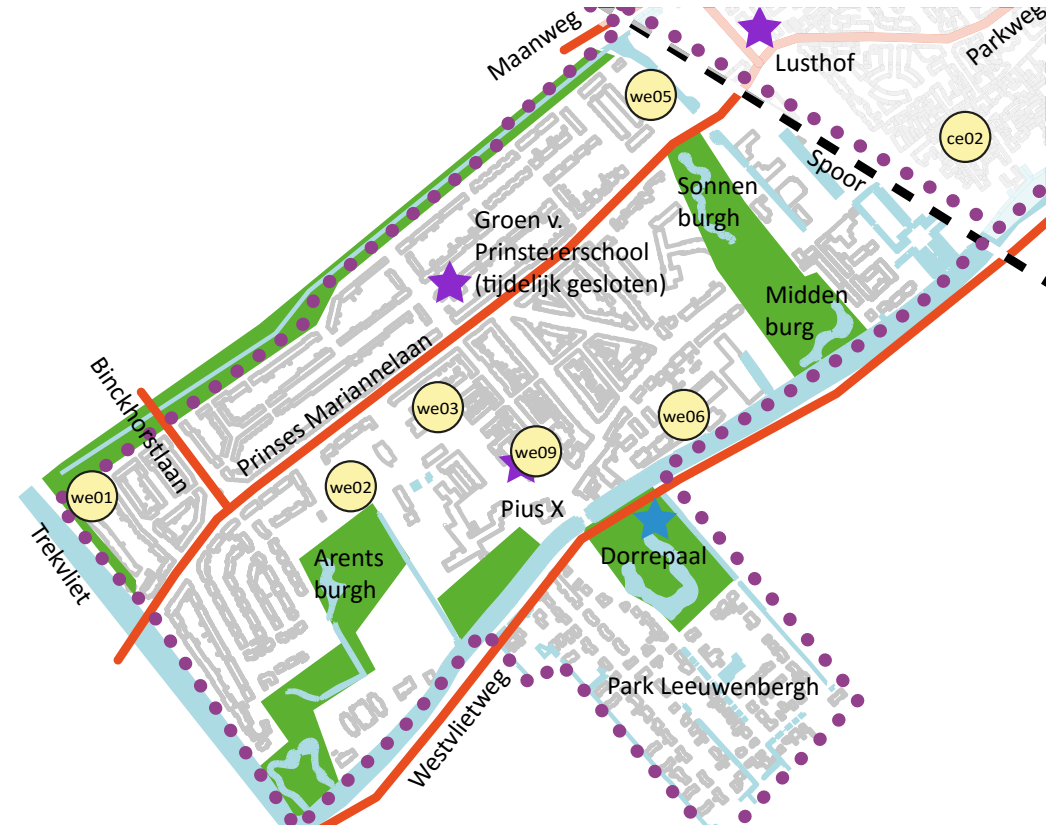 Maanweg
Parkweg
Lusthof
we05
ce02
Spoor
Sonnen
burgh
Groen v.
Prinstererschool
(tijdelijk gesloten)
Midden
burg
Binckhorstlaan
Prinses Mariannelaan
we03
we06
we09
we02
we01
Pius X
Trekvliet
Arents
burgh
Dorrepaal
Park Leeuwenbergh
Westvlietweg